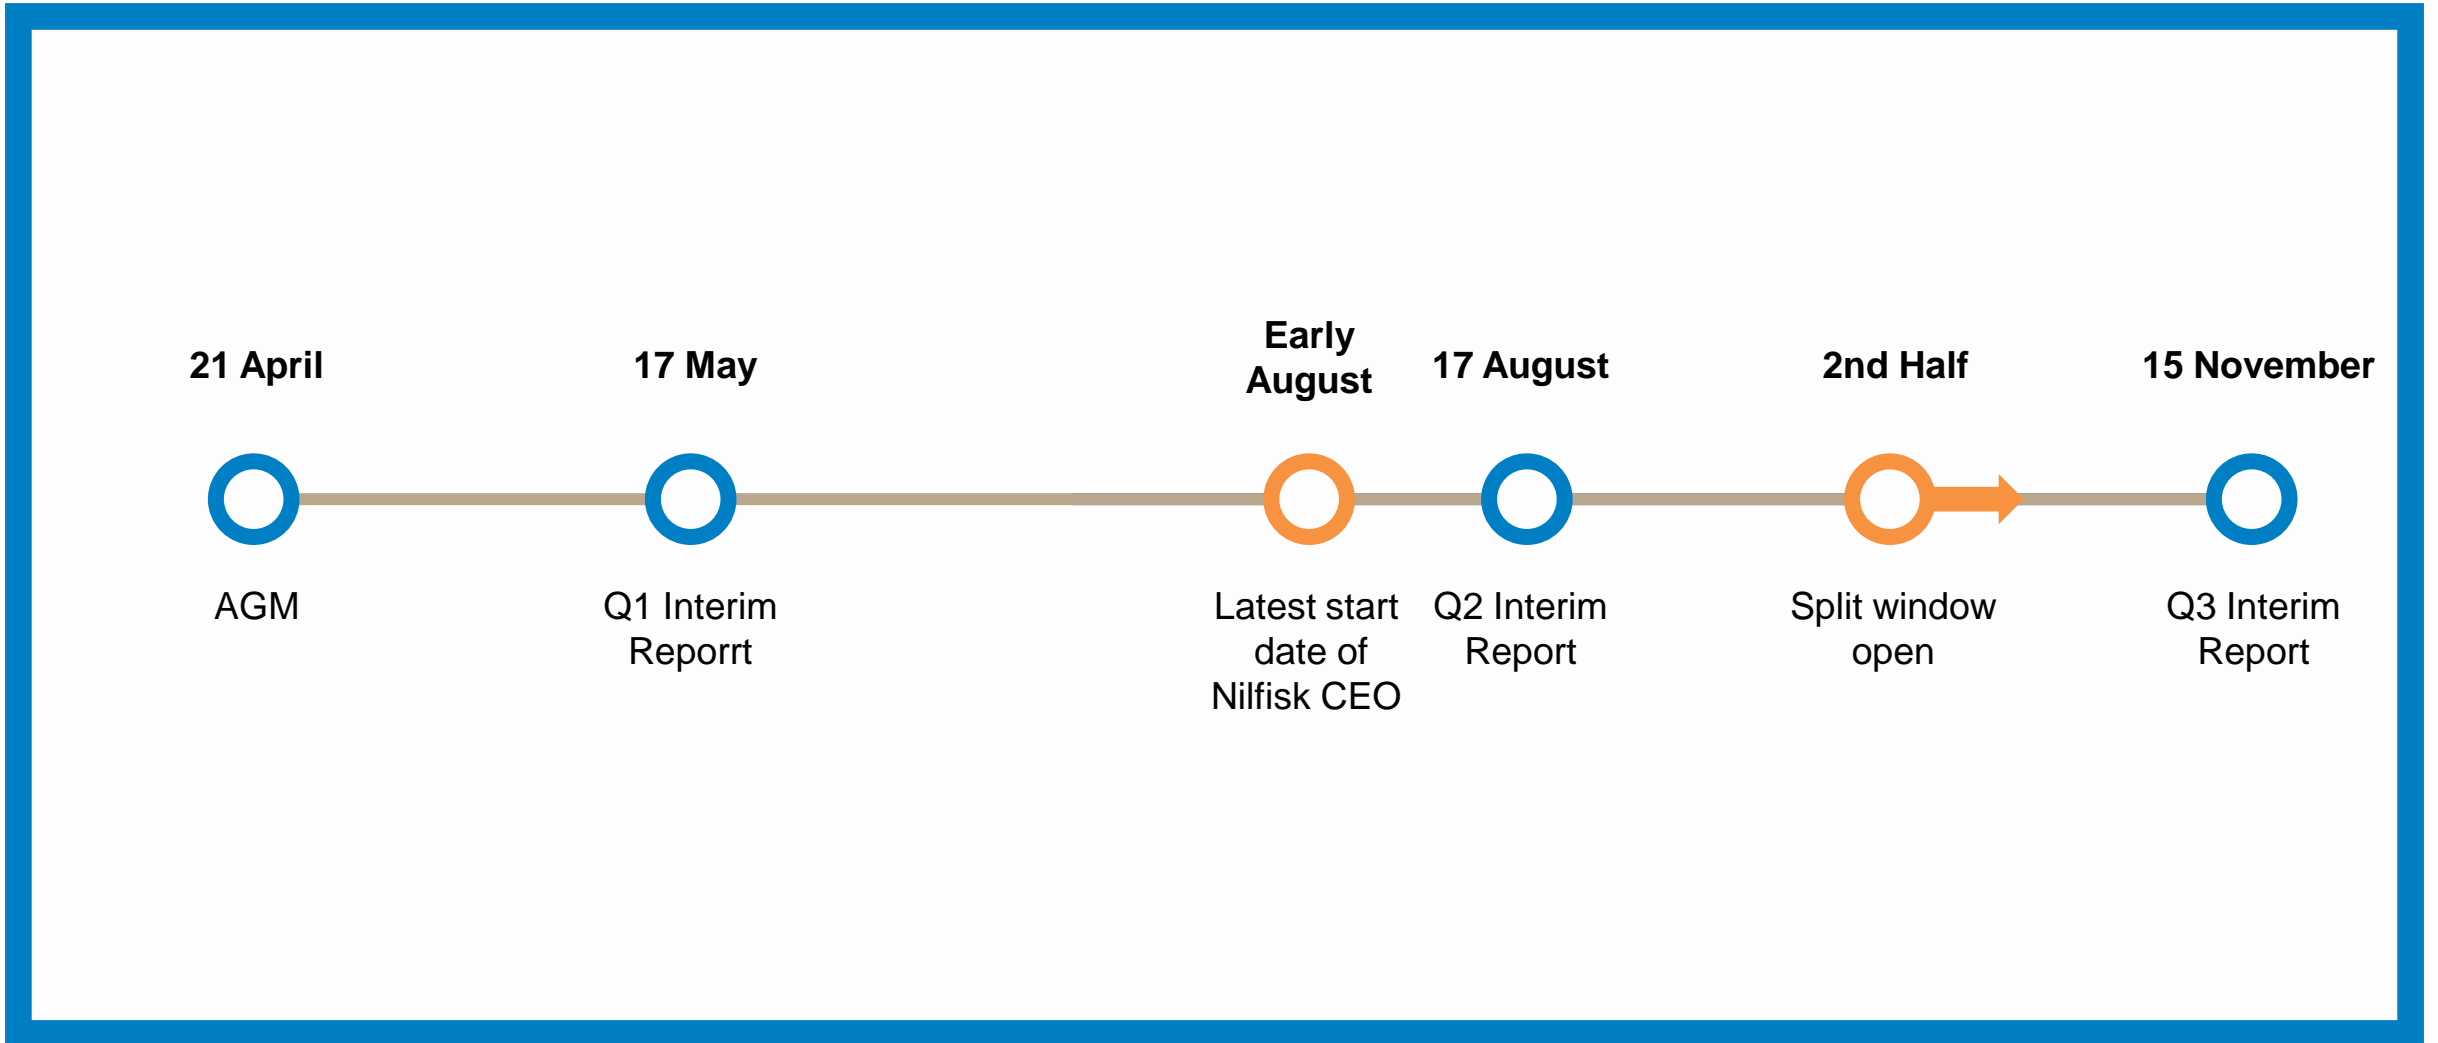 21 April
AGM
17 May
Q1 Interim
Reporrt
Early
August
Latest start
date of
Nilfisk CEO
17 August
Q2 Interim
Report
2nd Half
Split window
open
15 November
Q3 Interim
Report